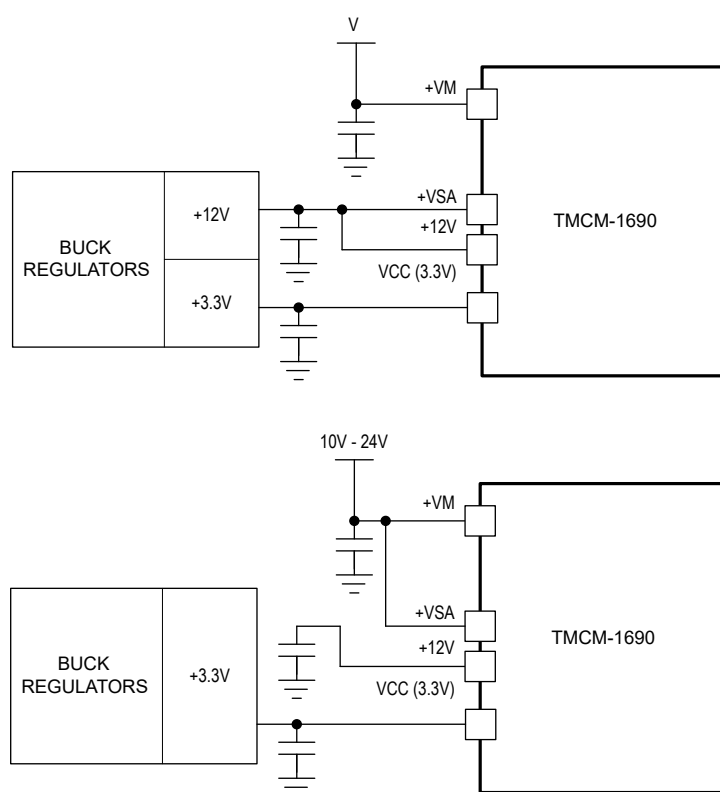 V
+VM
+12V
+VSA
+12V
TMCM-1690
BUCK
REGULATORS
VCC (3.3V)
+3.3V
10V - 24V
+VM
+VSA
+12V
TMCM-1690
BUCK
REGULATORS
+3.3V
VCC (3.3V)